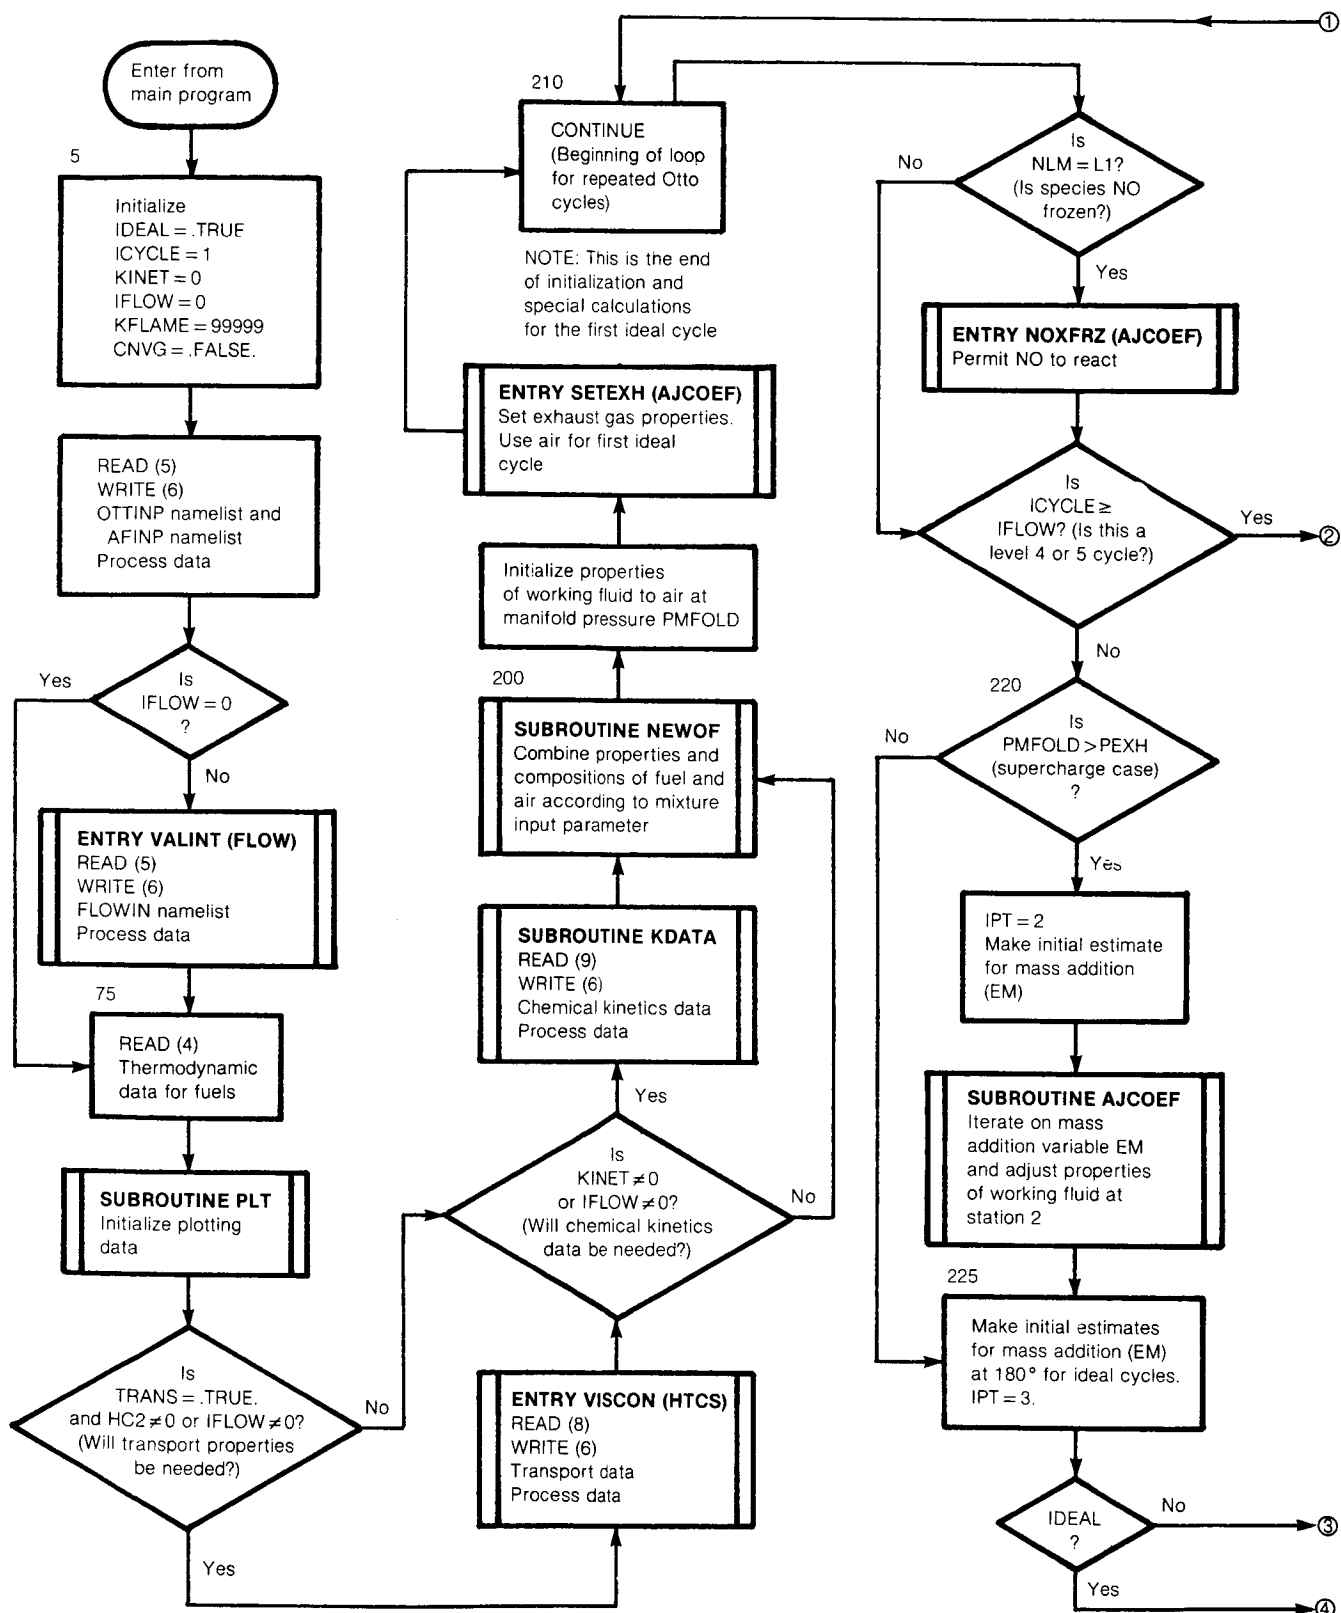 Enter from
main program
5
Initialize
IDEAL = .TRUE
ICYCLE = 1
KINET = 0
IFLOW = 0
KFLAME = 99999
CNVG = .FALSE.
READ (5)
WRITE (6)
OTTINP namelist and
AFINP namelist
Process data
Is
IFLOW = 0
?
Yes
No
ENTRY VALINT (FLOW)
READ (5)
WRITE (6)
FLOWIN namelist
Process data
75
READ (4)
Thermodynamic
data for fuels
SUBROUTINE PLT
Initialize plotting
data
Is
TRANS = .TRUE.
and HC2 ≠ 0 or IFLOW ≠ 0?
(Will transport properties
be needed?)
No
Yes
210
CONTINUE
(Beginning of loop
for repeated Otto
cycles)
NOTE: This is the end
of initialization and
special calculations
for the first ideal cycle
ENTRY SETEXH (AJCOEF)
Set exhaust gas properties.
Use air for first ideal
cycle
Initialize properties
of working fluid to air at
manifold pressure PMFOLD
200
SUBROUTINE NEWOF
Combine properties and
compositions of fuel and
air according to mixture
input parameter
SUBROUTINE KDATA
READ (9)
WRITE (6)
Chemical kinetics data
Process data
Yes
Is
KINET ≠ 0
or IFLOW ≠ 0?
(Will chemical kinetics
data be needed?)
No
ENTRY VISCON (HTCS)
READ (8)
WRITE (6)
Transport data
Process data
①
Is
NLM = L1?
(Is species NO
frozen?)
No
Yes
ENTRY NOXFRZ (AJCOEF)
Permit NO to react
Is
ICYCLE ≥
IFLOW? (Is this a
level 4 or 5 cycle?)
Yes
②
No
220
Is
PMFOLD > PEXH
(supercharge case)
?
No
Yes
IPT = 2
Make initial estimate
for mass addition
(EM)
SUBROUTINE AJCOEF
Iterate on mass
addition variable EM
and adjust properties
of working fluid at
station 2
225
Make initial estimates
for mass addition (EM)
at 180° for ideal cycles.
IPT = 3.
IDEAL
?
No
③
Yes
④